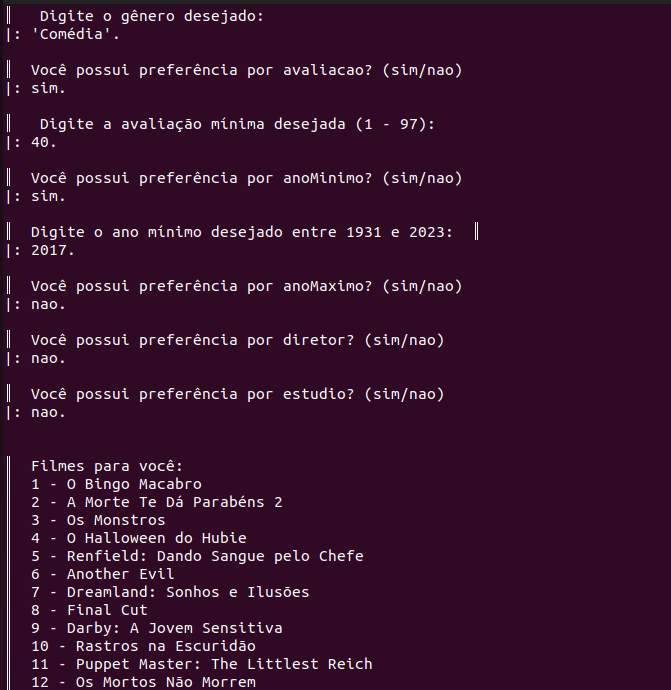 ║   Digite o gênero desejado:
|: 'Comédia'.
║  Você possui preferência por avaliacao? (sim/nao)
|: sim.
║   Digite a avaliação mínima desejada (1 - 97):
|: 40.
║  Você possui preferência por anoMinimo? (sim/nao)
|: sim.
║  Digite o ano mínimo desejado entre 1931 e 2023:  ║
|: 2017.
║  Você possui preferência por anoMaximo? (sim/nao)
|: nao.
║  Você possui preferência por diretor? (sim/nao)
|: nao.
║  Você possui preferência por estudio? (sim/nao)
|: nao.
║  Filmes para você:
║  1 - O Bingo Macabro
║  2 - A Morte Te Dá Parabéns 2
║  3 - Os Monstros
║  4 - O Halloween do Hubie
║  5 - Renfield: Dando Sangue pelo Chefe
║  6 - Another Evil
║  7 - Dreamland: Sonhos e Ilusões
║  8 - Final Cut
║  9 - Darby: A Jovem Sensitiva
║  10 - Rastros na Escuridão
║  11 - Puppet Master: The Littlest Reich
║  12 - Os Mortos Não Morrem